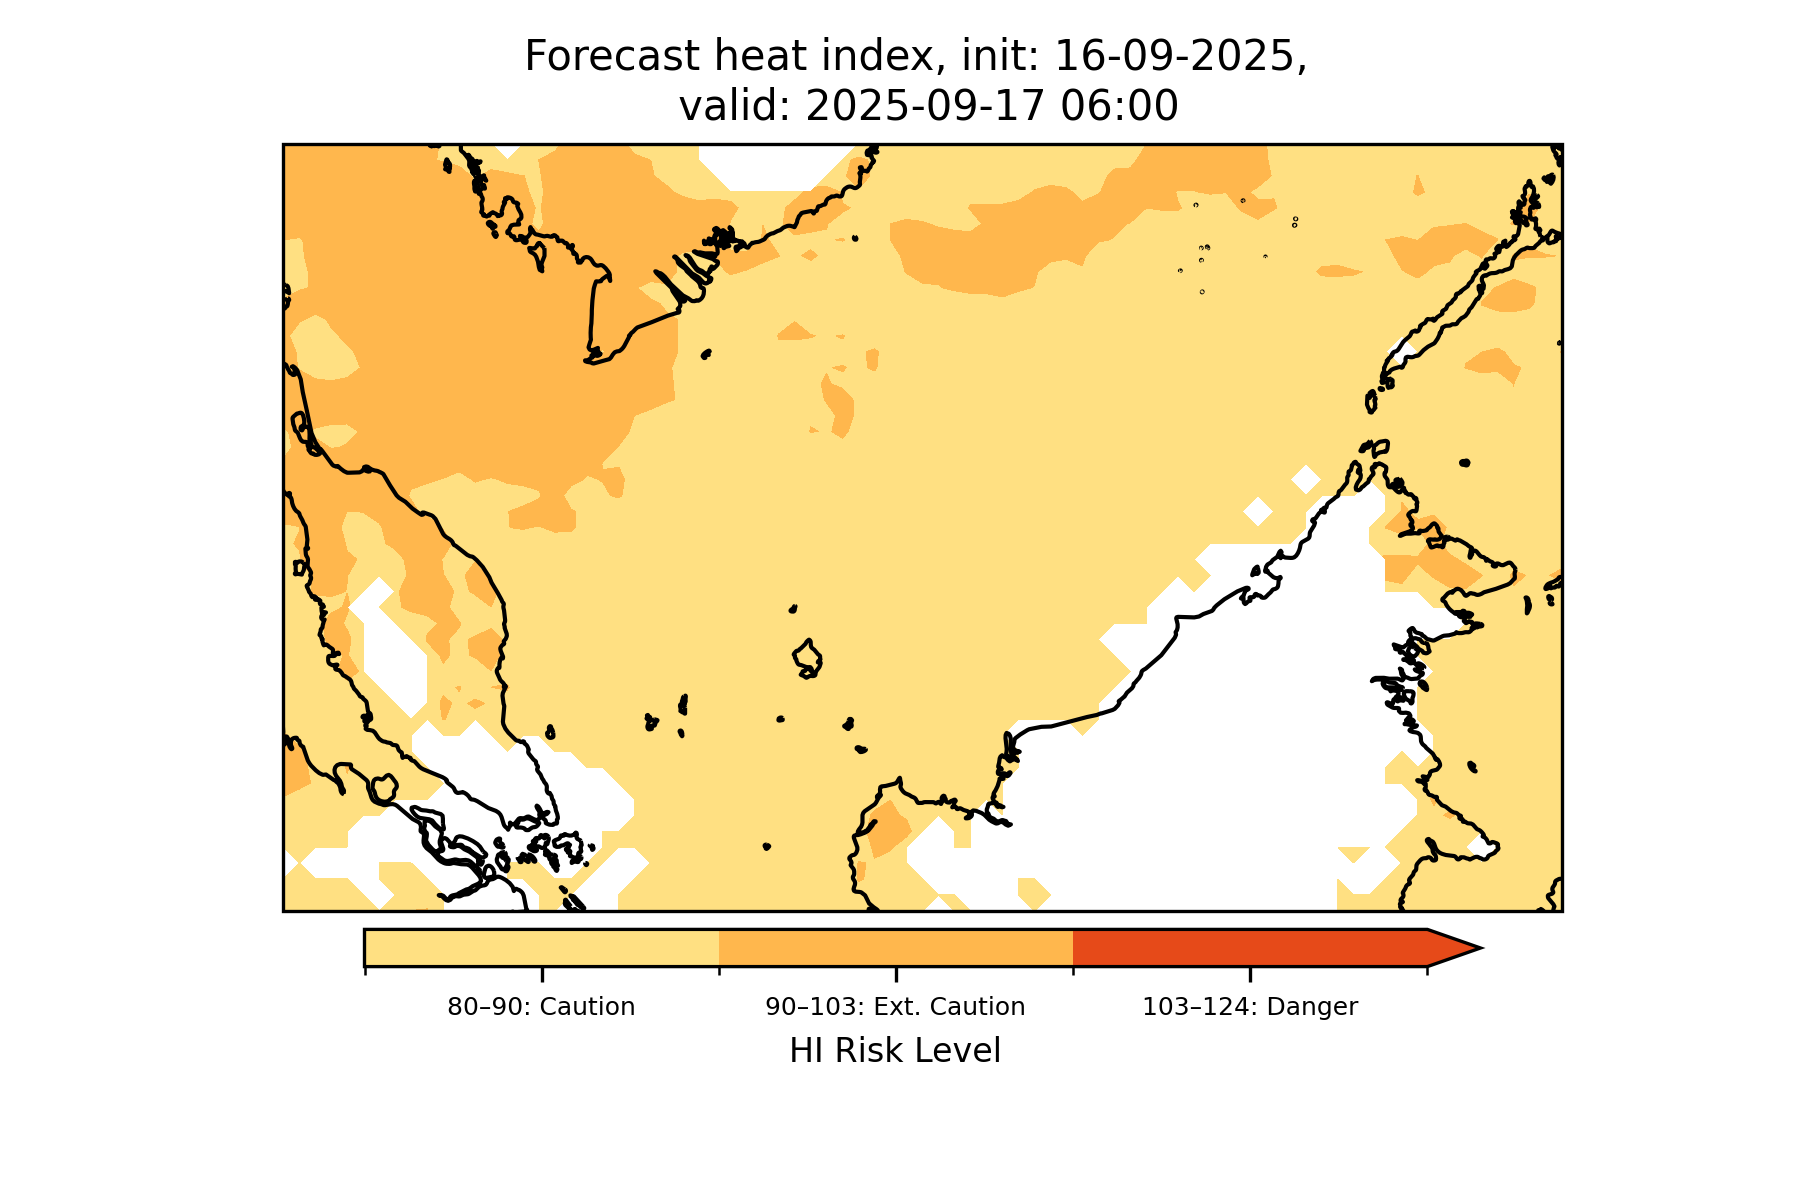 Forecast heat index, init: 16-09-2025,
valid: 2025-09-17 06:00
80–90: Caution
90–103: Ext. Caution
103–124: Danger
HI Risk Level